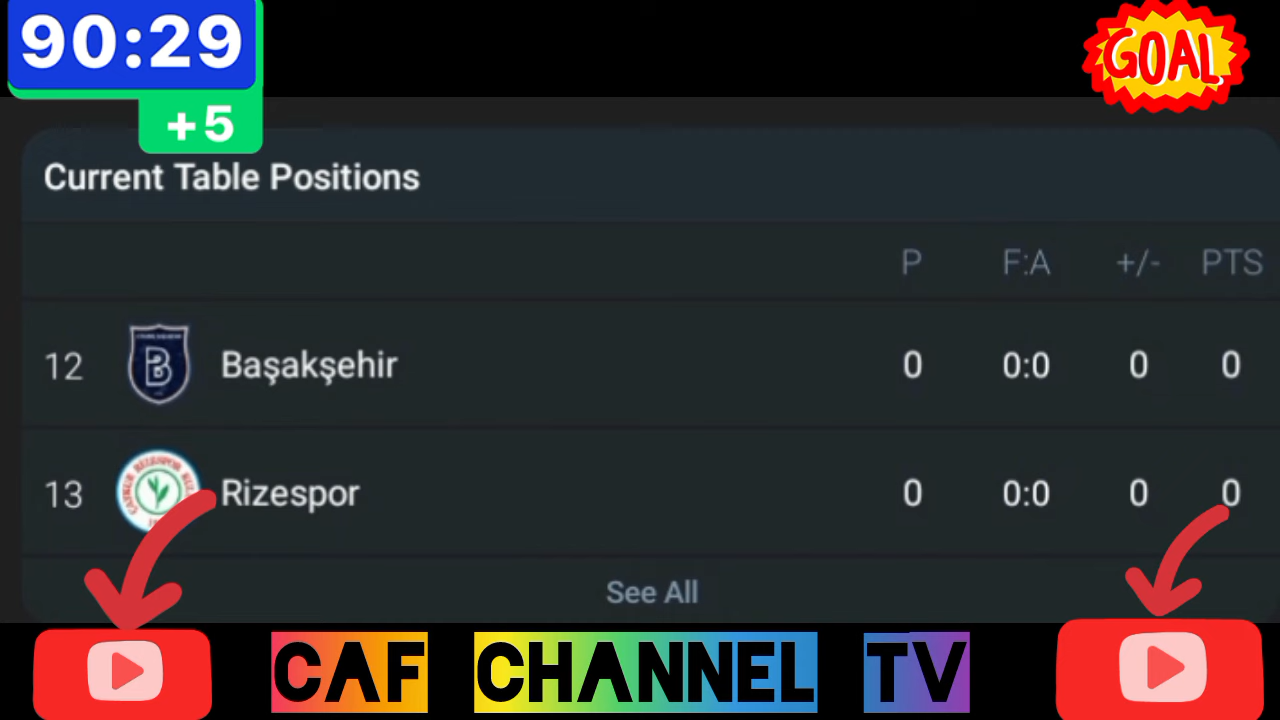 90:29
+5
GOAL
Current Table Positions
P F:A +/- PTS
12 Başakşehir 0 0:0 0 0
13 Rizespor 0 0:0 0 0
See All
CAF CHANNEL TV